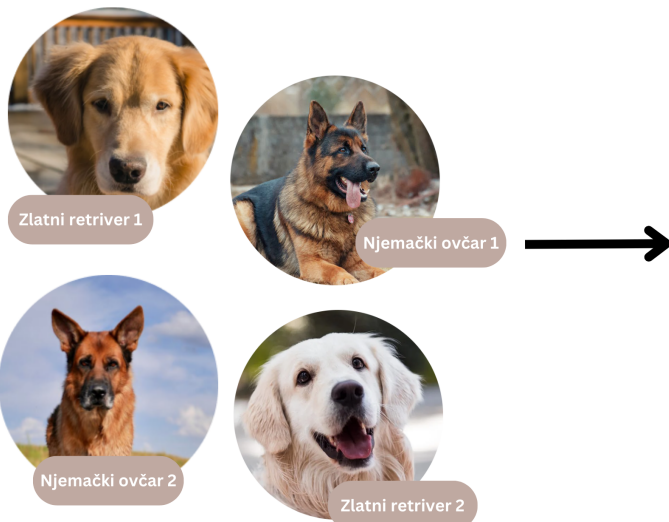 Zlatni retriver 1
Njemački ovčar 1
Njemački ovčar 2
Zlatni retriver 2